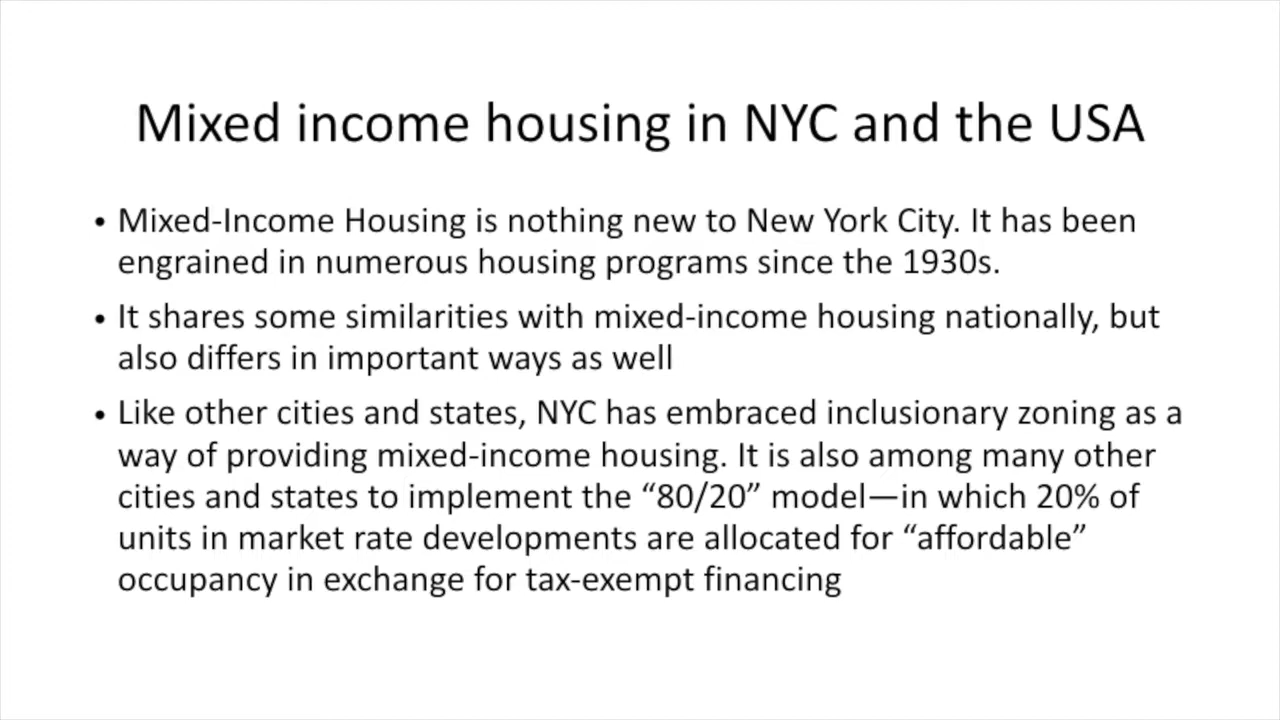 Mixed income housing in NYC and the USA
• Mixed-Income Housing is nothing new to New York City. It has been
engrained in numerous housing programs since the 1930s.
• It shares some similarities with mixed-income housing nationally, but
also differs in important ways as well
• Like other cities and states, NYC has embraced inclusionary zoning as a
way of providing mixed-income housing. It is also among many other
cities and states to implement the “80/20” model—in which 20% of
units in market rate developments are allocated for “affordable”
occupancy in exchange for tax-exempt financing